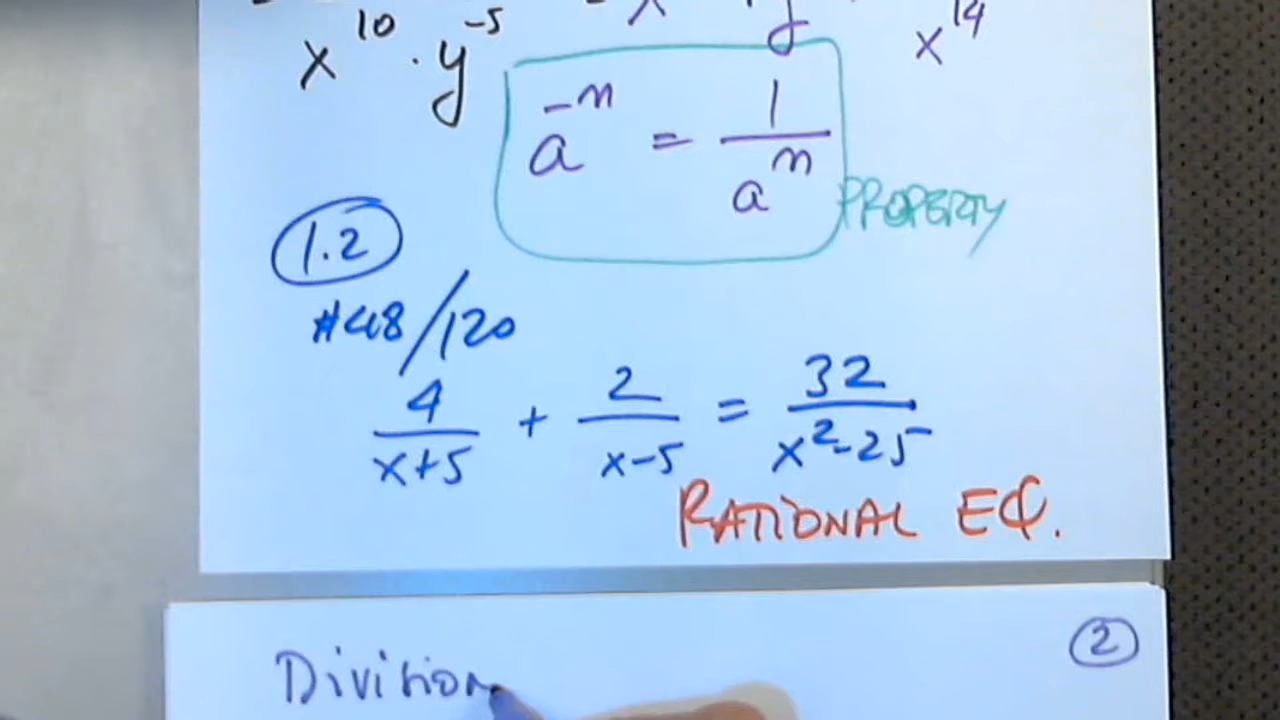 x^10 · y^-5
x^14
a^-n = 1/a^n
PROPERTY
1.2
#48/120
4/(x+5) + 2/(x-5) = 32/(x^2-25)
RATIONAL EQ.
2
Division